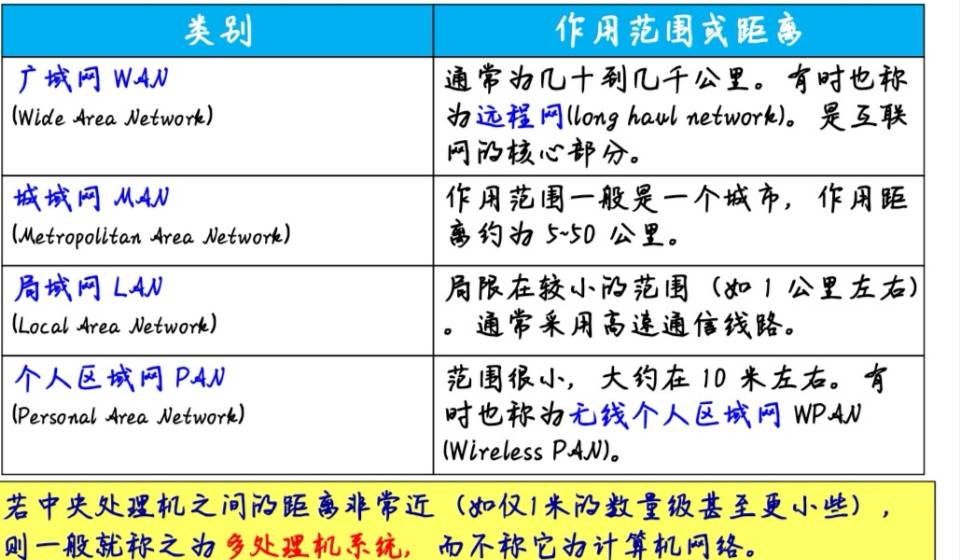 类别
作用范围或距离
广域网 WAN
(Wide Area Network)
通常为几十到几千公里。有时也称
为远程网(long haul network)。是互联
网的核心部分。
城域网 MAN
(Metropolitan Area Network)
作用范围一般是一个城市，作用距
离约为 5~50 公里。
局域网 LAN
(Local Area Network)
局限在较小的范围（如 1 公里左右）
。通常采用高速通信线路。
个人区域网 PAN
(Personal Area Network)
范围很小，大约在 10 米左右。有
时也称为无线个人区域网 WPAN
(Wireless PAN)。
若中央处理机之间的距离非常近（如仅1米的数量级甚至更小些），
则一般就称之为多处理机系统，而不称它为计算机网络。